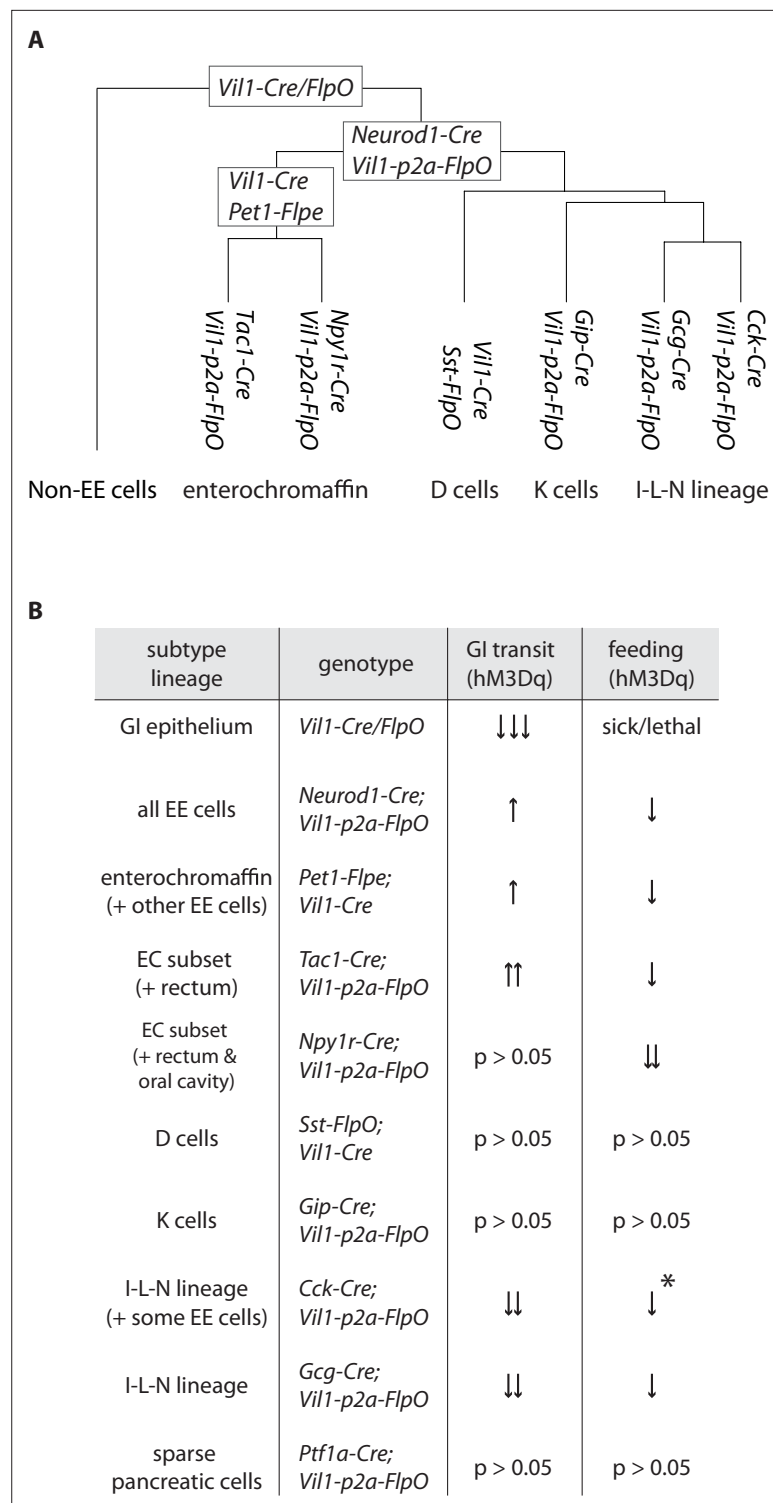 A
Vil1-Cre/FlpO
Neurod1-Cre
Vil1-p2a-FlpO
Vil1-Cre
Pet1-Flpe
Tac1-Cre
Vil1-p2a-FlpO
Npy1r-Cre
Vil1-p2a-FlpO
Vil1-Cre
Sst-FlpO
Gip-Cre
Vil1-p2a-FlpO
Gcg-Cre
Vil1-p2a-FlpO
Cck-Cre
Vil1-p2a-FlpO
Non-EE cells enterochromaffin D cells K cells I-L-N lineage
B
subtype
lineage
genotype
GI transit
(hM3Dq)
feeding
(hM3Dq)
GI epithelium
Vil1-Cre/FlpO
↓↓↓
sick/lethal
all EE cells
Neurod1-Cre;
Vil1-p2a-FlpO
↑
↓
enterochromaffin
(+ other EE cells)
Pet1-Flpe;
Vil1-Cre
↑
↓
EC subset
(+ rectum)
Tac1-Cre;
Vil1-p2a-FlpO
↑↑
↓
EC subset
(+ rectum &
oral cavity)
Npy1r-Cre;
Vil1-p2a-FlpO
p > 0.05
↓↓
D cells
Sst-FlpO;
Vil1-Cre
p > 0.05
p > 0.05
K cells
Gip-Cre;
Vil1-p2a-FlpO
p > 0.05
p > 0.05
I-L-N lineage
(+ some EE cells)
Cck-Cre;
Vil1-p2a-FlpO
↓↓
↓*
I-L-N lineage
Gcg-Cre;
Vil1-p2a-FlpO
↓↓
↓
sparse
pancreatic cells
Ptf1a-Cre;
Vil1-p2a-FlpO
p > 0.05
p > 0.05